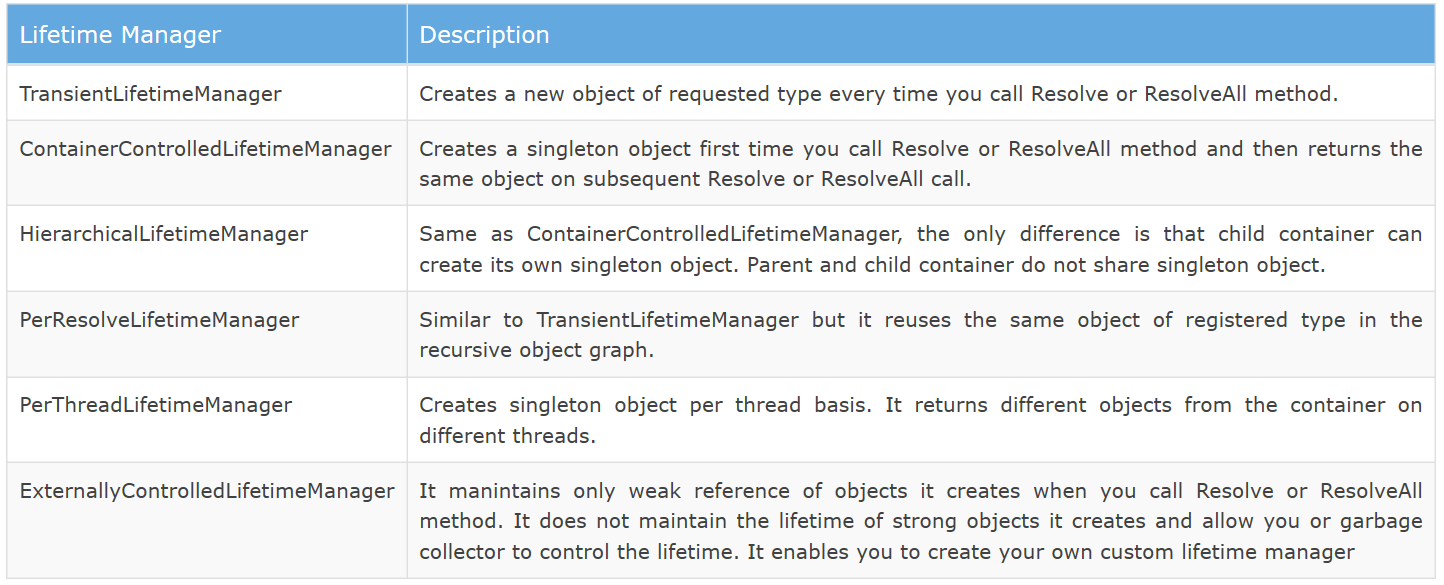 Lifetime Manager
Description
TransientLifetimeManager
Creates a new object of requested type every time you call Resolve or ResolveAll method.
ContainerControlledLifetimeManager
Creates a singleton object first time you call Resolve or ResolveAll method and then returns the
same object on subsequent Resolve or ResolveAll call.
HierarchicalLifetimeManager
Same as ContainerControlledLifetimeManager, the only difference is that child container can
create its own singleton object. Parent and child container do not share singleton object.
PerResolveLifetimeManager
Similar to TransientLifetimeManager but it reuses the same object of registered type in the
recursive object graph.
PerThreadLifetimeManager
Creates singleton object per thread basis. It returns different objects from the container on
different threads.
ExternallyControlledLifetimeManager
It manintains only weak reference of objects it creates when you call Resolve or ResolveAll
method. It does not maintain the lifetime of strong objects it creates and allow you or garbage
collector to control the lifetime. It enables you to create your own custom lifetime manager